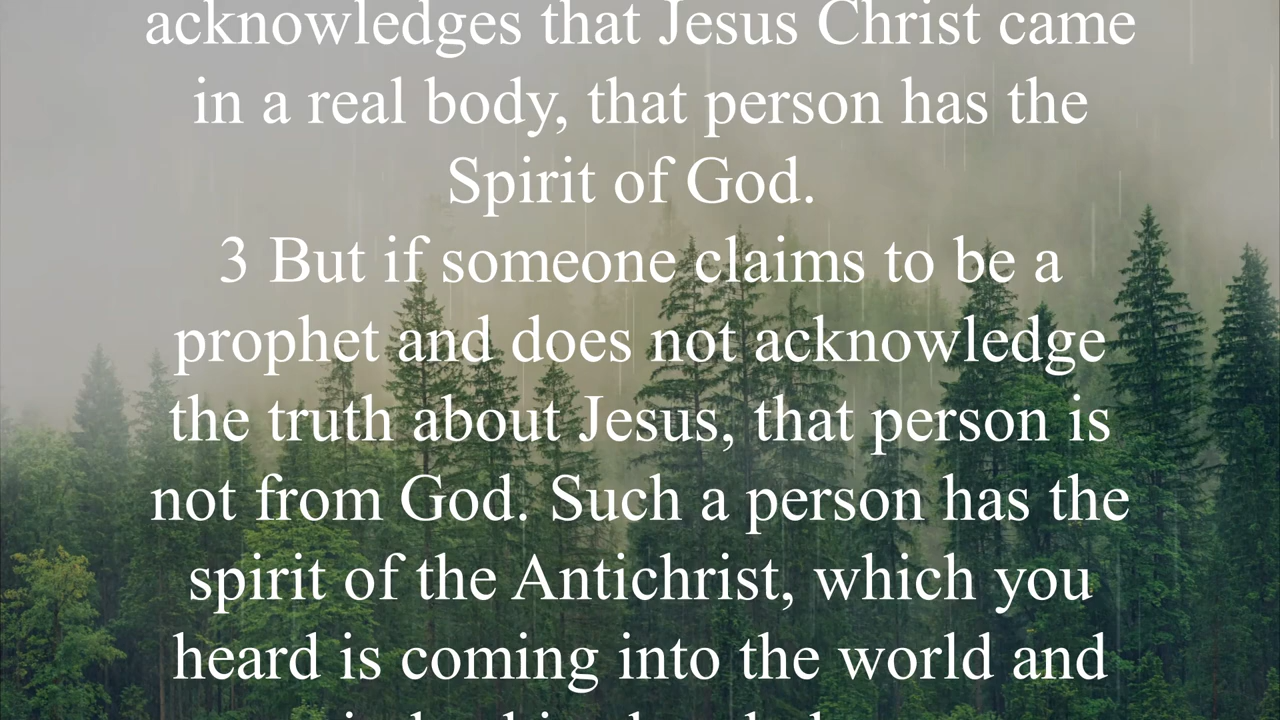 acknowledges that Jesus Christ came
in a real body, that person has the
Spirit of God.
3 But if someone claims to be a
prophet and does not acknowledge
the truth about Jesus, that person is
not from God. Such a person has the
spirit of the Antichrist, which you
heard is coming into the world and